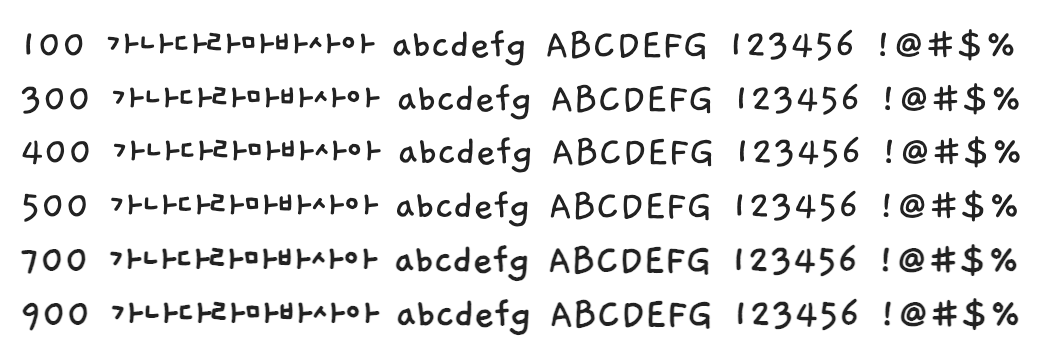 100 가나다라마바사아 abcdefg ABCDEFG 123456 !@#$%
300 가나다라마바사아 abcdefg ABCDEFG 123456 !@#$%
400 가나다라마바사아 abcdefg ABCDEFG 123456 !@#$%
500 가나다라마바사아 abcdefg ABCDEFG 123456 !@#$%
700 가나다라마바사아 abcdefg ABCDEFG 123456 !@#$%
900 가나다라마바사아 abcdefg ABCDEFG 123456 !@#$%